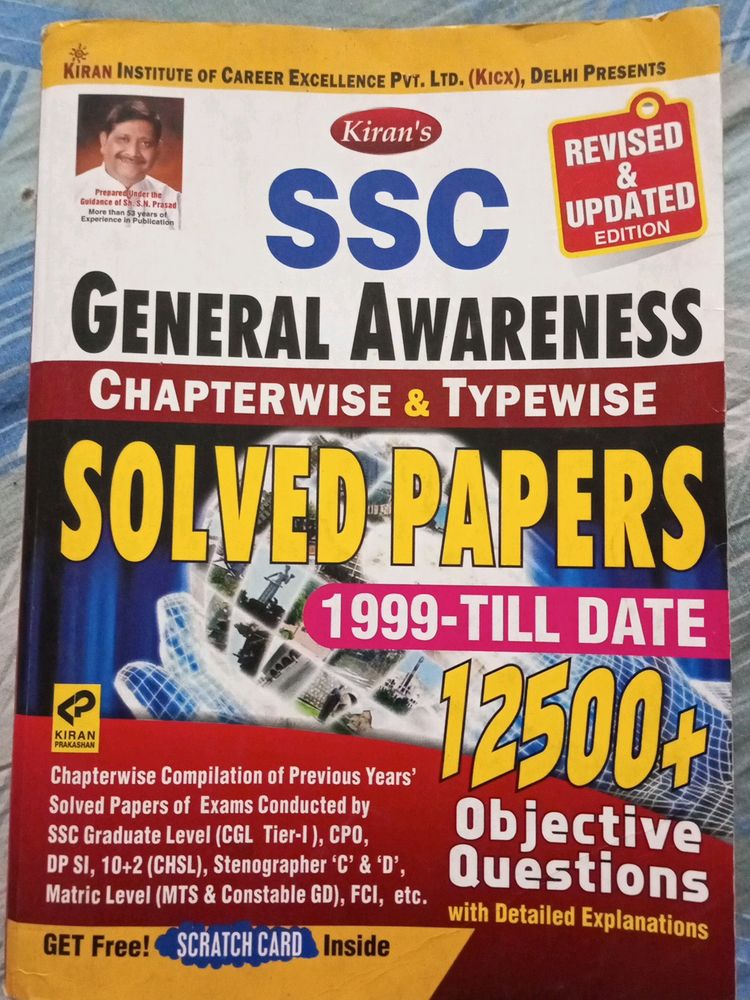 KIRAN INSTITUTE OF CAREER EXCELLENCE PVT. LTD. (KICX), DELHI PRESENTS
Prepared Under the
Guidance of Sh. S.N. Prasad
More than 53 years of
Experience in Publication
Kiran's
REVISED
&
UPDATED
EDITION
SSC
GENERAL AWARENESS
CHAPTERWISE & TYPEWISE
SOLVED PAPERS
1999-TILL DATE
12500+
Objective
Questions
with Detailed Explanations
KIRAN
PRAKASHAN
Chapterwise Compilation of Previous Years'
Solved Papers of Exams Conducted by
SSC Graduate Level (CGL Tier-I), CPO,
DP SI, 10+2 (CHSL), Stenographer 'C' & 'D',
Matric Level (MTS & Constable GD), FCI, etc.
GET Free! SCRATCH CARD Inside